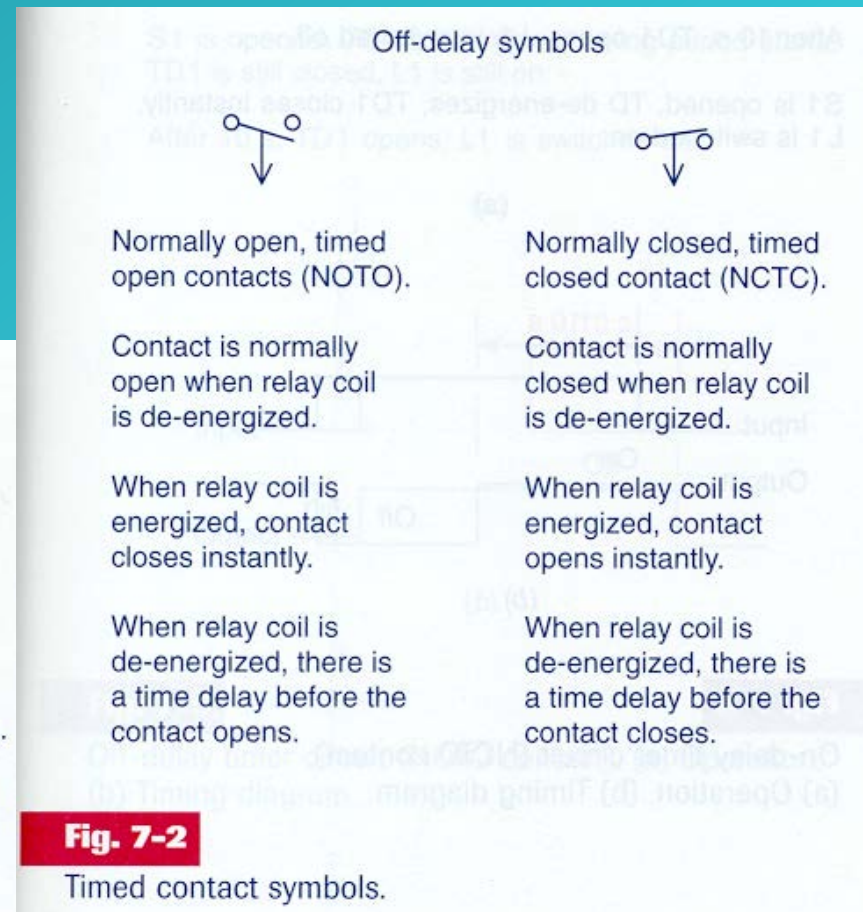 Off-delay symbols
Normally open, timed
open contacts (NOTO).
Contact is normally
open when relay coil
is de-energized.
When relay coil is
energized, contact
closes instantly.
When relay coil is
de-energized, there is
a time delay before the
contact opens.
Normally closed, timed
closed contact (NCTC).
Contact is normally
closed when relay coil
is de-energized.
When relay coil is
energized, contact
opens instantly.
When relay coil is
de-energized, there is
a time delay before the
contact closes.
Fig. 7-2
Timed contact symbols.